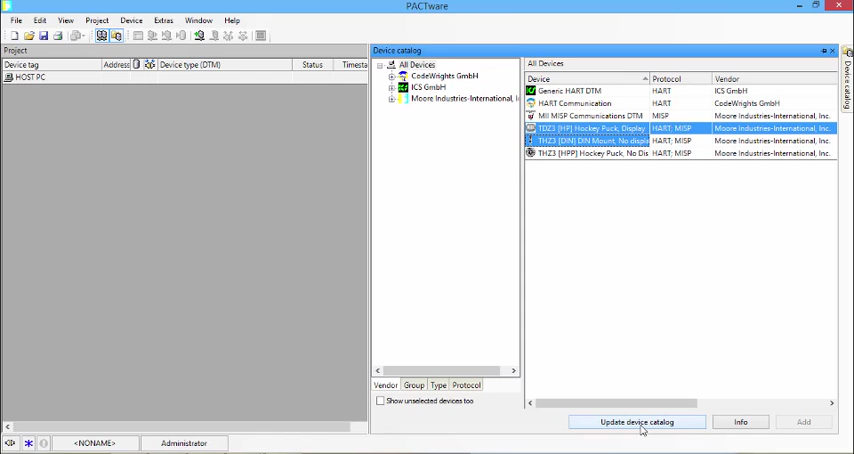 PACTware
File Edit View Project Device Extras Window Help
Project
Device tag Address Device type (DTM) Status Timesta
HOST PC
Device catalog
All Devices
CodeWrights GmbH
ICS GmbH
Moore Industries-International, I
Vendor Group Type Protocol
Show unselected devices too
All Devices
Device Protocol Vendor
Generic HART DTM HART ICS GmbH
HART Communication HART CodeWrights GmbH
MII MISP Communications DTM MISP Moore Industries-International, Inc.
TDZ3 [HP] Hockey Puck, Display HART; MISP Moore Industries-International, Inc.
THZ3 [DIN] DIN Mount, No displa HART; MISP Moore Industries-International, Inc.
THZ3 [HPP] Hockey Puck, No Dis HART; MISP Moore Industries-International, Inc.
Update device catalog Info Add
Device catalog
<NONAME> Administrator